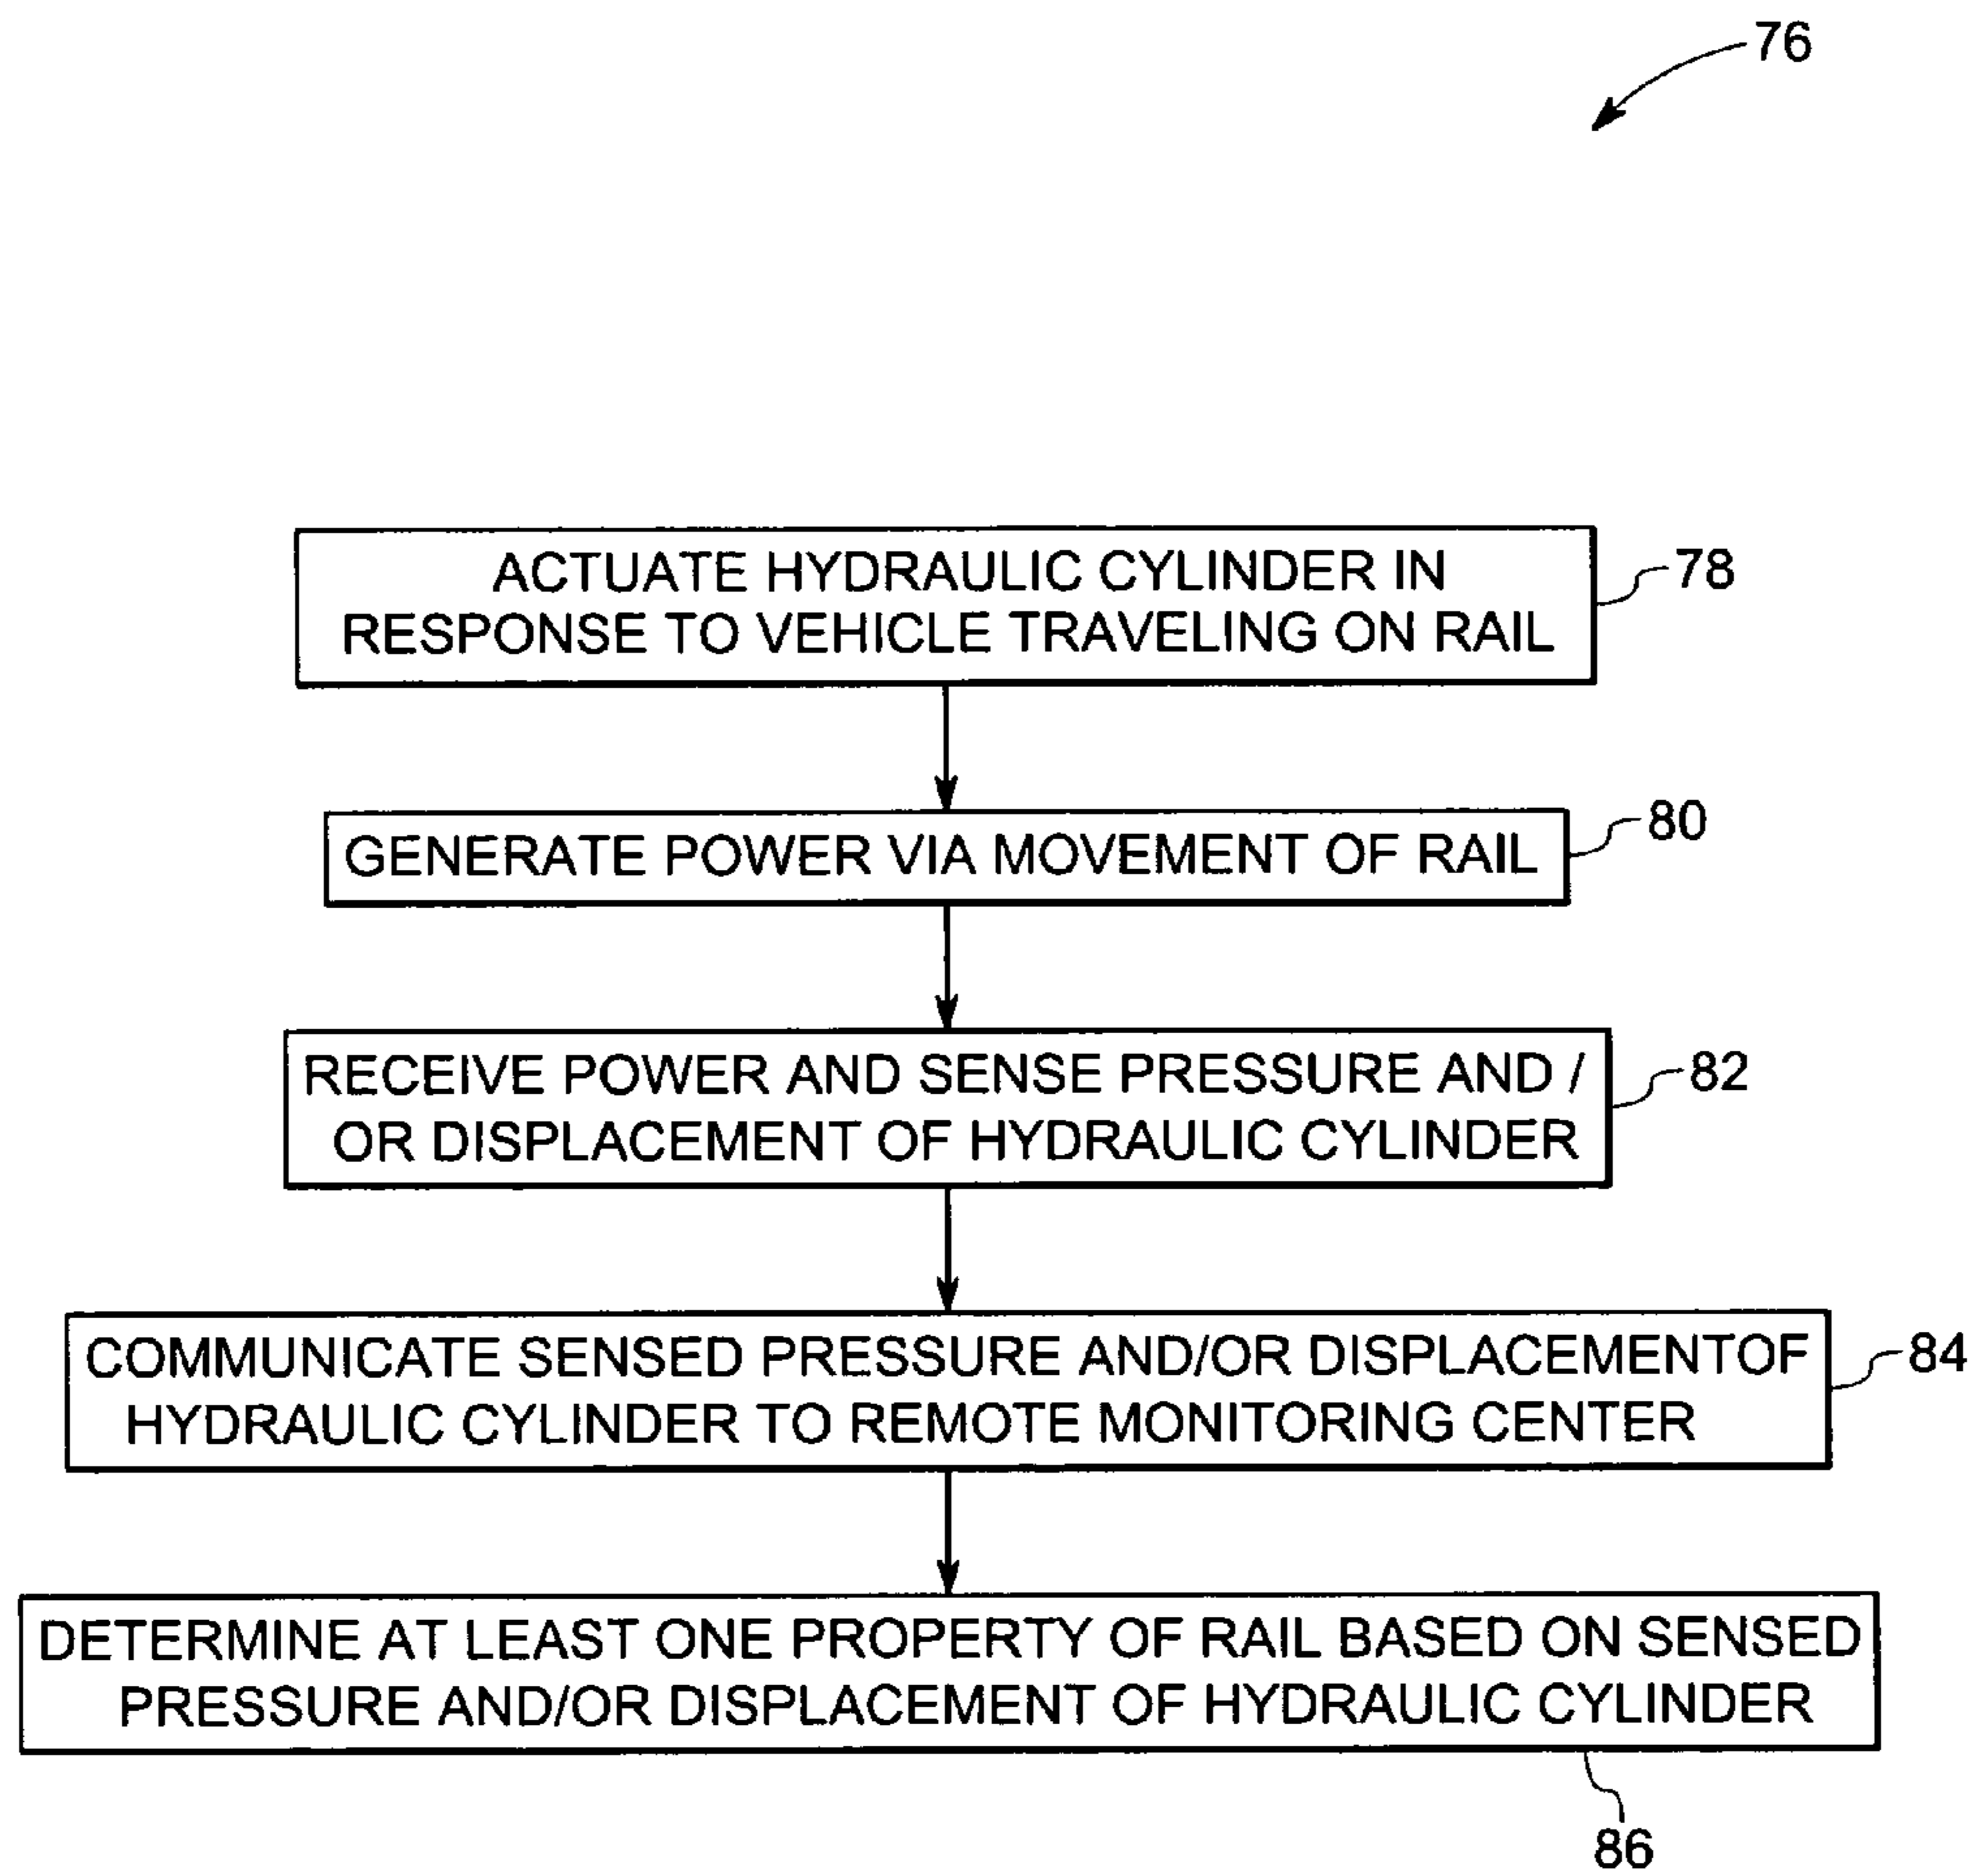 76
ACTUATE HYDRAULIC CYLINDER IN
RESPONSE TO VEHICLE TRAVELING ON RAIL
78
GENERATE POWER VIA MOVEMENT OF RAIL
80
RECEIVE POWER AND SENSE PRESSURE AND /
OR DISPLACEMENT OF HYDRAULIC CYLINDER
82
COMMUNICATE SENSED PRESSURE AND/OR DISPLACEMENTOF
HYDRAULIC CYLINDER TO REMOTE MONITORING CENTER
84
DETERMINE AT LEAST ONE PROPERTY OF RAIL BASED ON SENSED
PRESSURE AND/OR DISPLACEMENT OF HYDRAULIC CYLINDER
86